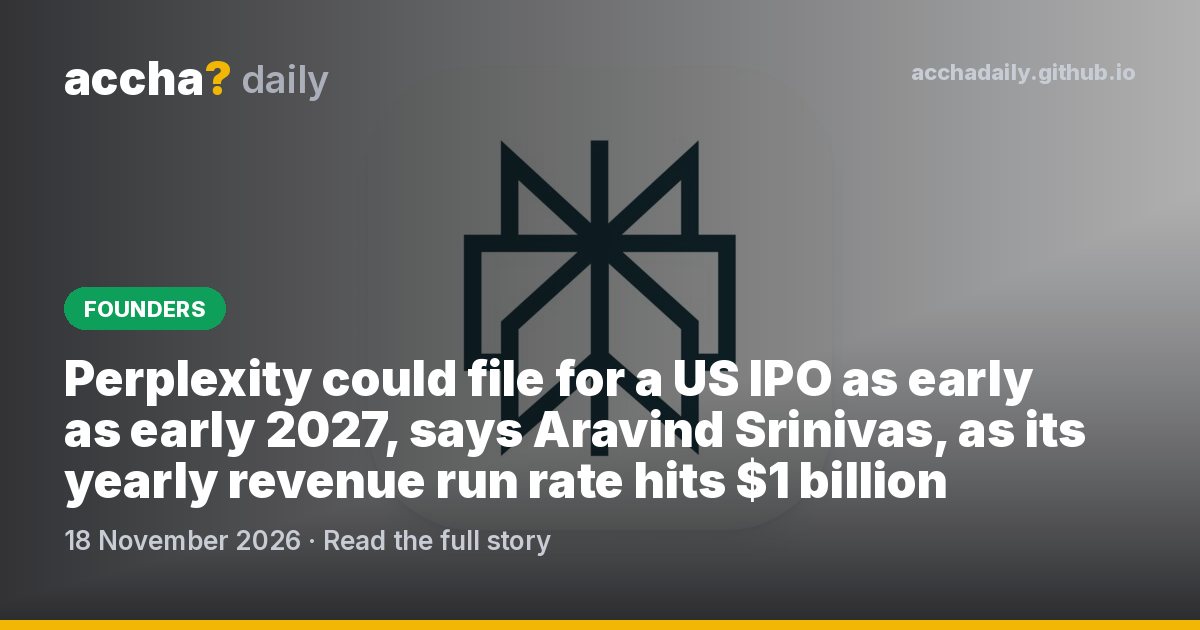 accha? daily
acchadaily.github.io
FOUNDERS
Perplexity could file for a US IPO as early
as early 2027, says Aravind Srinivas, as its
yearly revenue run rate hits $1 billion
18 November 2026 · Read the full story